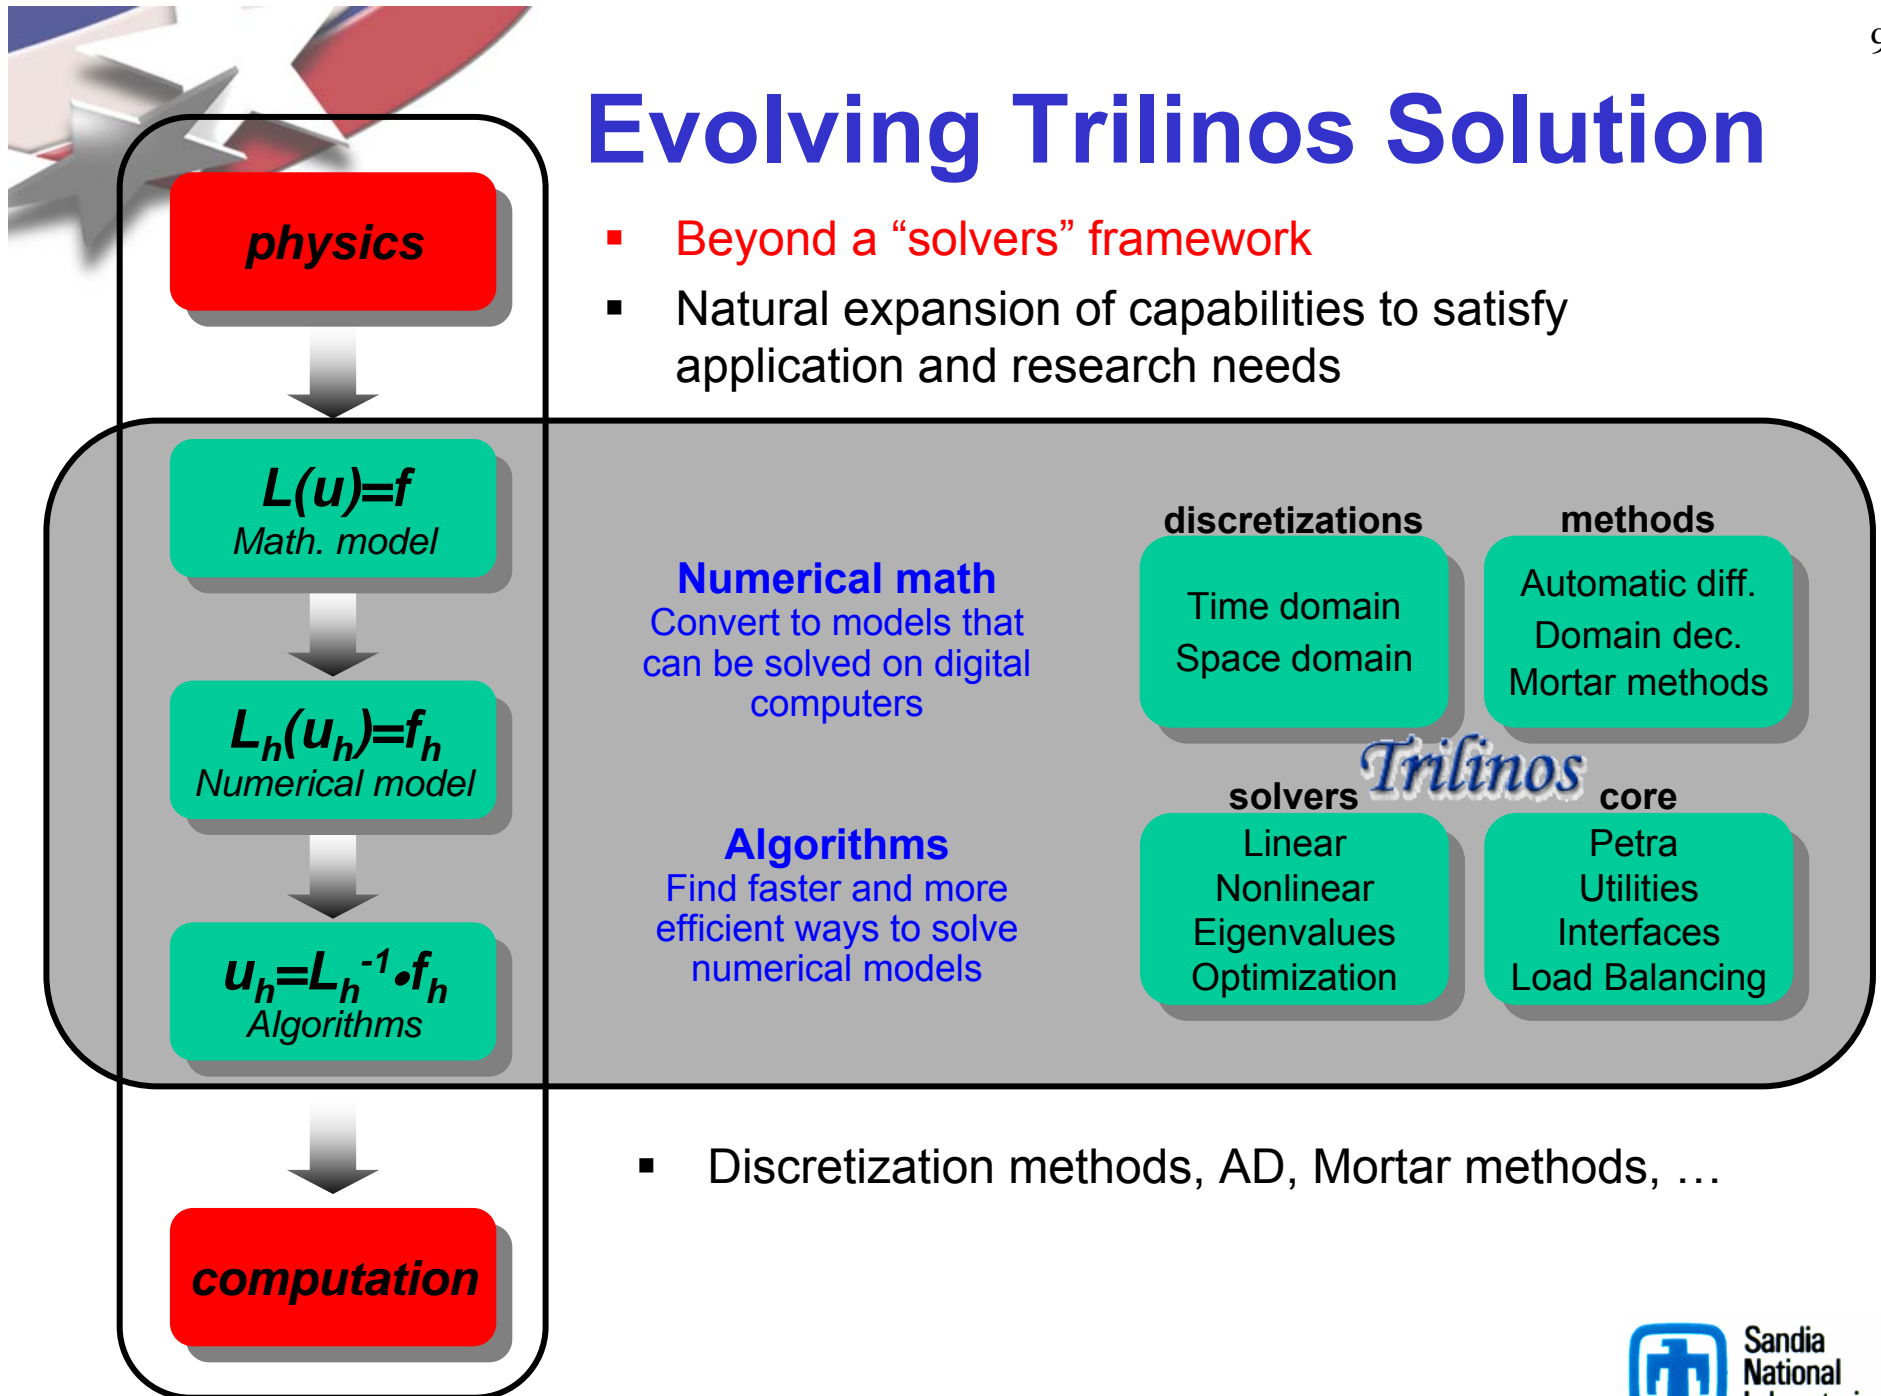 9
Evolving Trilinos Solution
▪ Beyond a “solvers” framework
▪ Natural expansion of capabilities to satisfy
application and research needs
physics
L(u)=f
Math. model
Lh(uh)=fh
Numerical model
uh=Lh-1•fh
Algorithms
computation
Numerical math
Convert to models that
can be solved on digital
computers
Algorithms
Find faster and more
efficient ways to solve
numerical models
discretizations
Time domain
Space domain
methods
Automatic diff.
Domain dec.
Mortar methods
Trilinos
solvers
Linear
Nonlinear
Eigenvalues
Optimization
core
Petra
Utilities
Interfaces
Load Balancing
▪ Discretization methods, AD, Mortar methods, …
Sandia
National